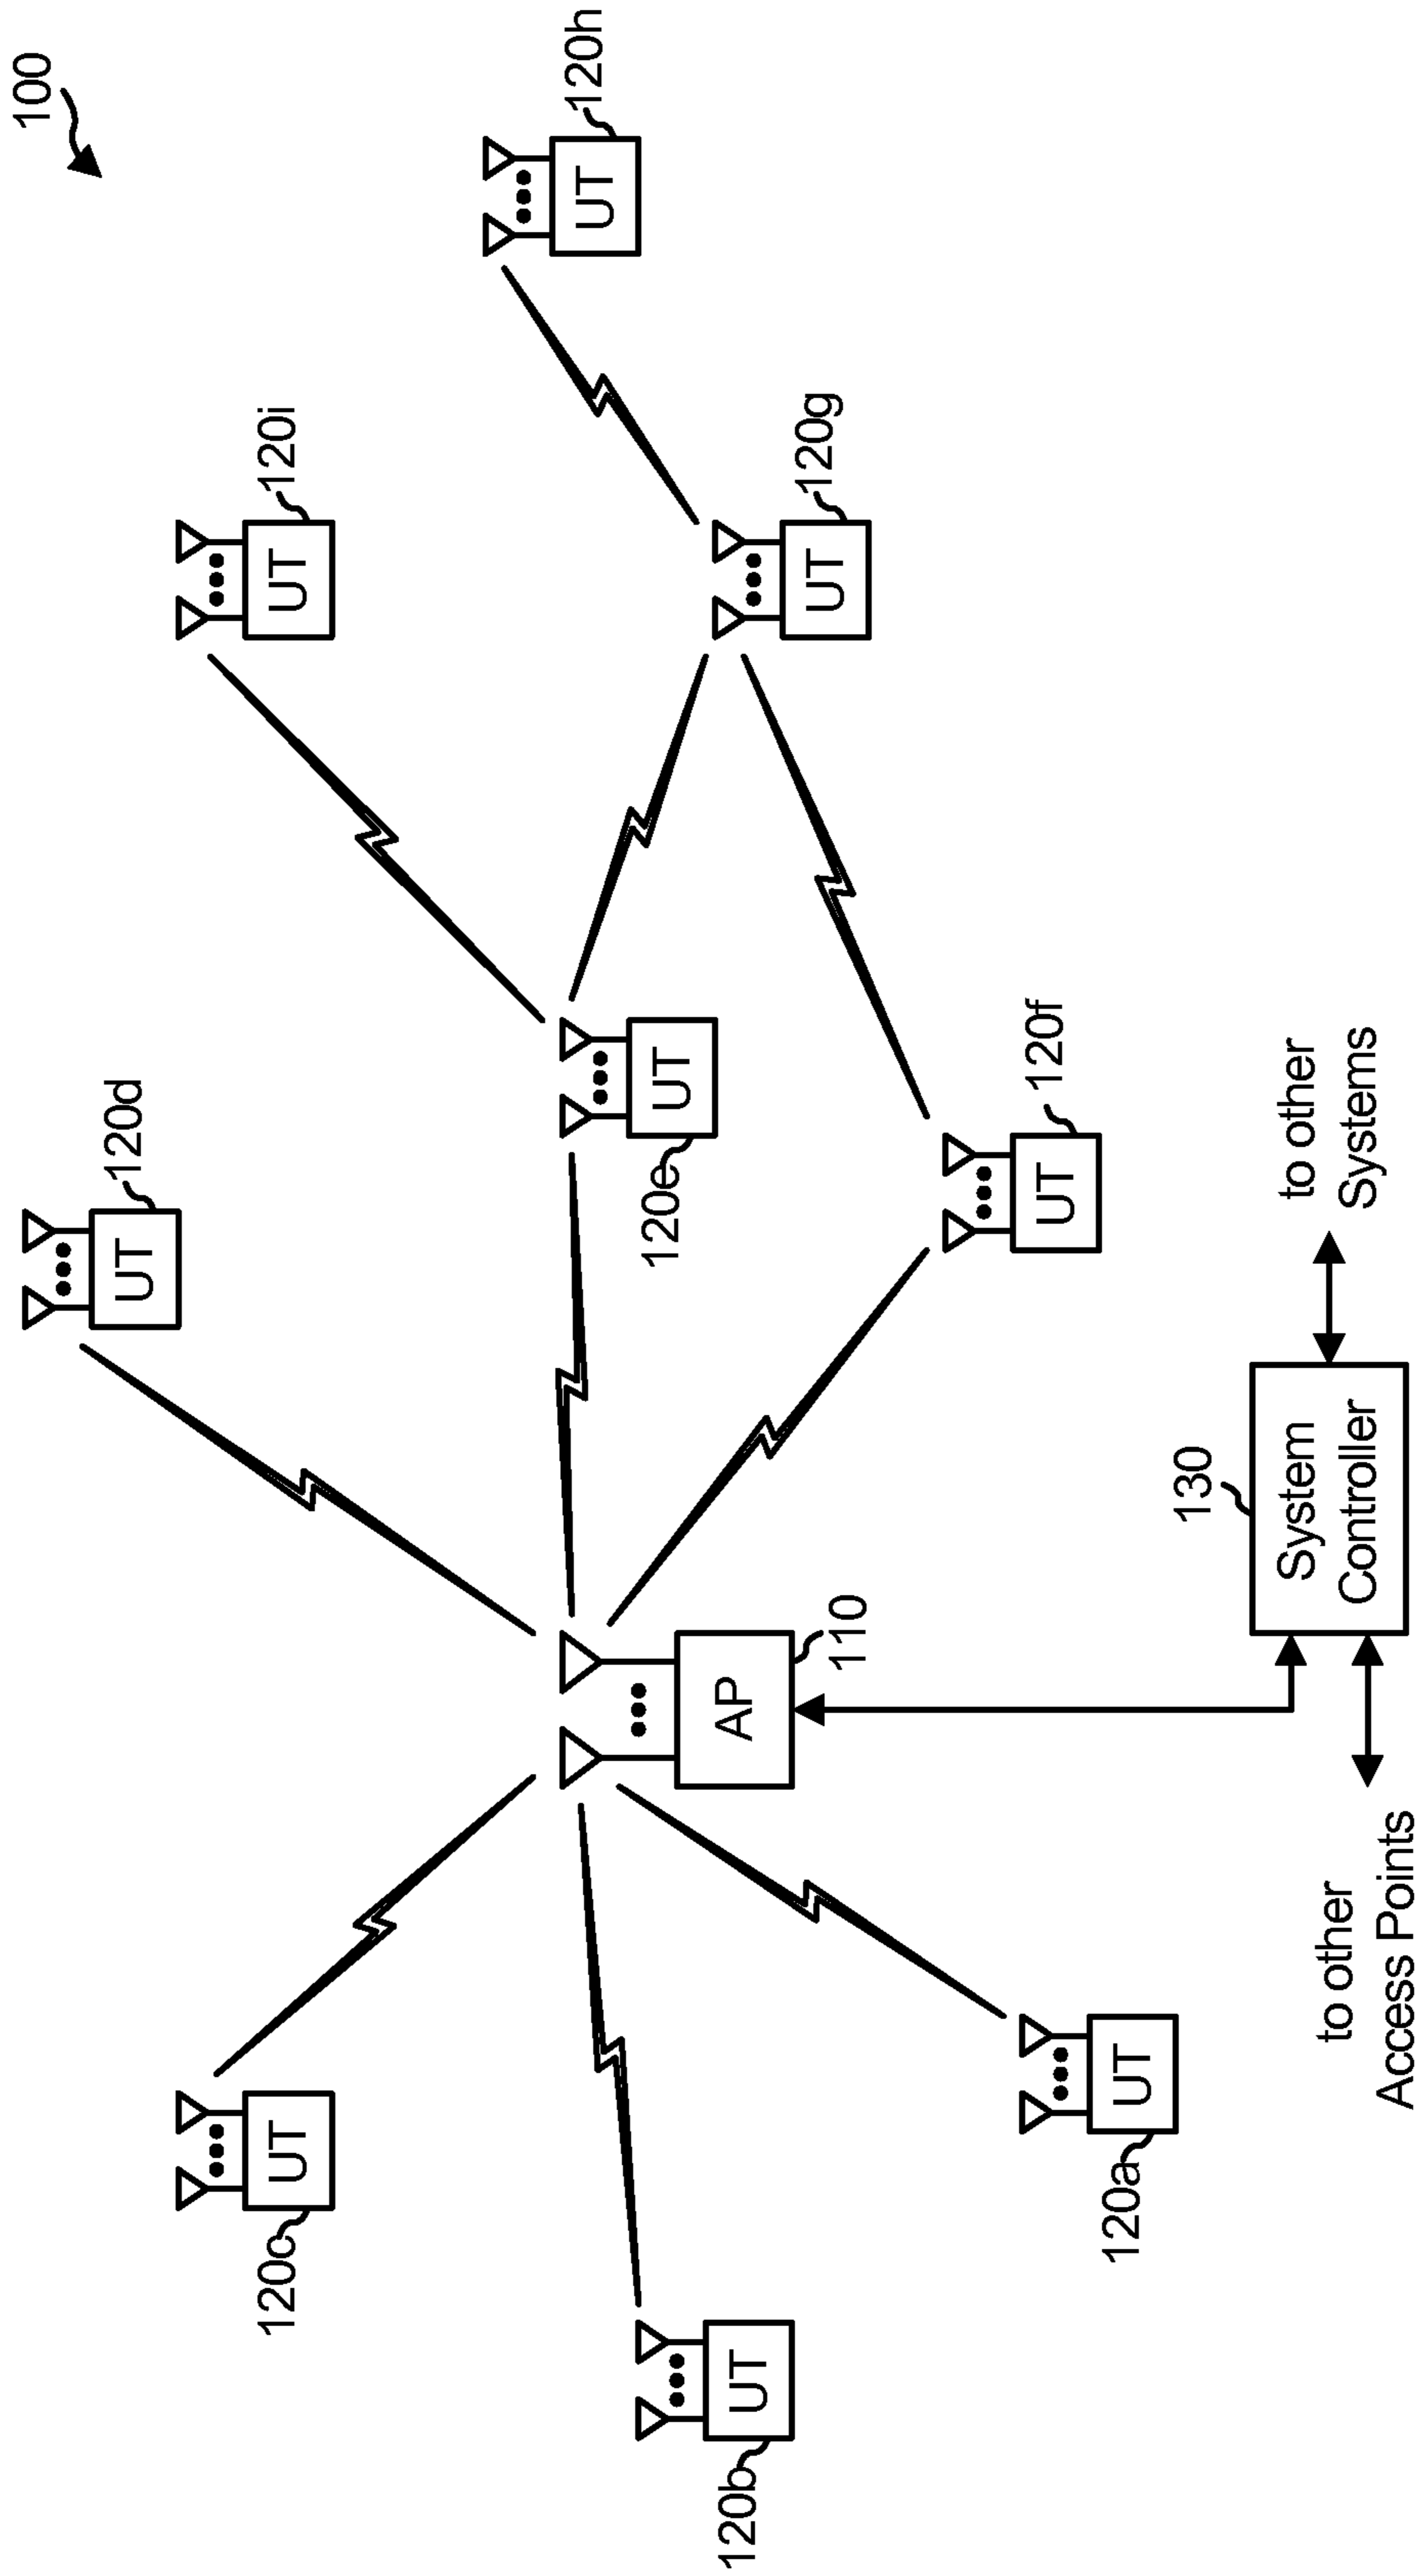 100
120d
UT
120c
UT
120i
UT
120h
UT
120b
UT
AP
110
120e
UT
120g
UT
120a
UT
120f
UT
130
System
Controller
to other
Systems
to other
Access Points